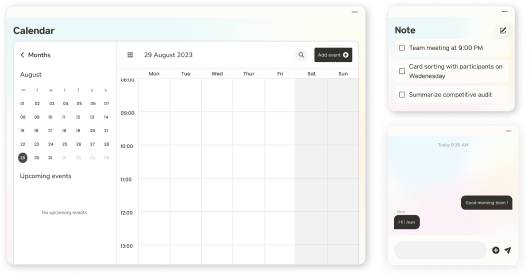 Calendar
Months
29 August 2023
Add event
August
m t w t f s s
01 02 03 04 05 06 07
08 09 10 11 12 13 14
15 16 17 18 19 20 21
22 23 24 25 26 27 28
29 30 31 01 02 03 04
Upcoming events
No upcoming events
Mon Tue Wed Thur Fri Sat Sun
08:00
09:00
10:00
11:00
12:00
13:00
Note
Team meeting at 9:00 PM
Card sorting with participants on
Wedenesday
Summarize competitive audit
Today 9:35 AM
Good morning team !
Hi ! Jean